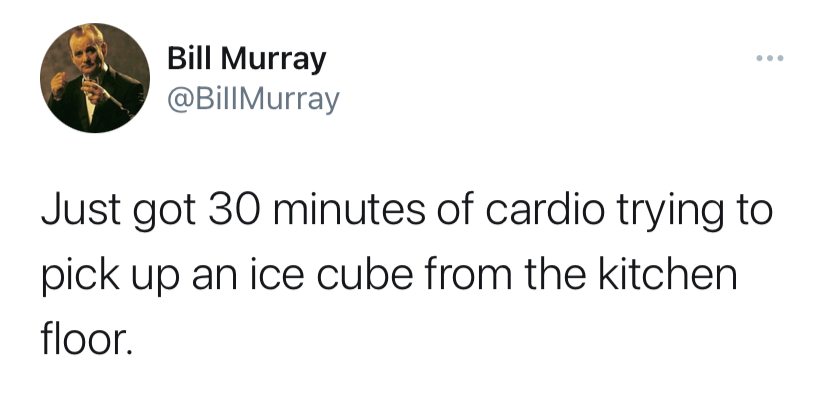 Bill Murray
@BillMurray
Just got 30 minutes of cardio trying to
pick up an ice cube from the kitchen
floor.